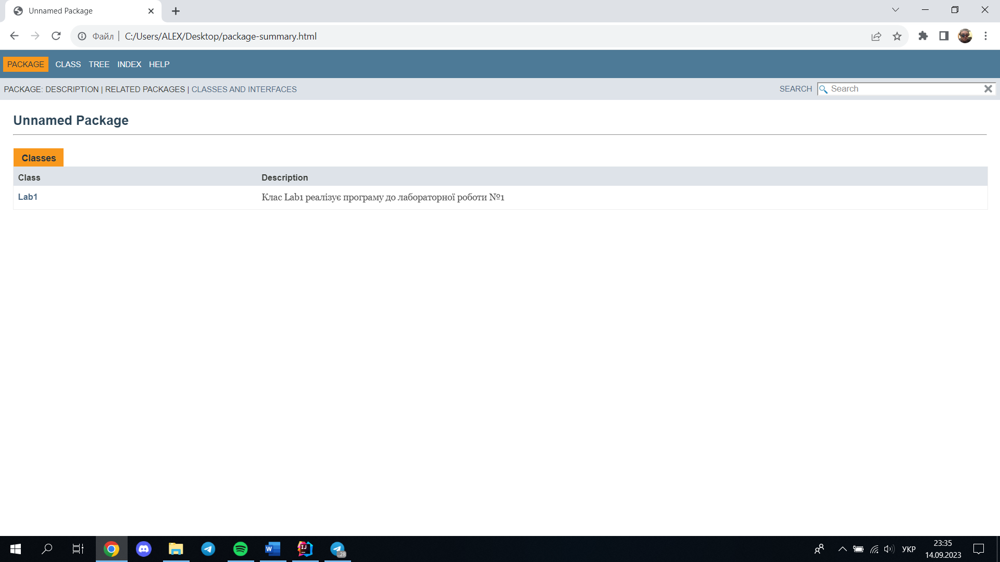 Unnamed Package
Файл | C:/Users/ALEX/Desktop/package-summary.html
PACKAGE CLASS TREE INDEX HELP
PACKAGE: DESCRIPTION | RELATED PACKAGES | CLASSES AND INTERFACES
SEARCH Search
Unnamed Package
Classes
Class Description
Lab1 Клас Lab1 реалізує програму до лабораторної роботи №1
W IJ ..28 УКР
23:35
14.09.2023